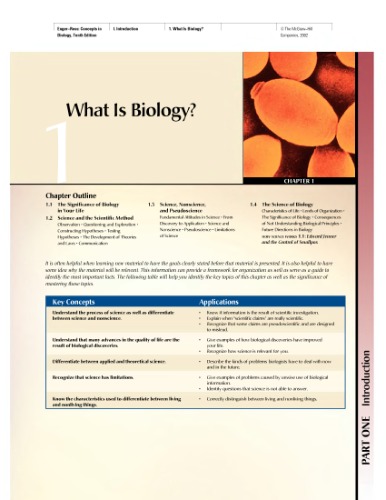 Enger−Ross: Concepts in
Biology, Tenth Edition
I. Introduction
1. What is Biology?
© The McGraw−Hill
Companies, 2002
What Is Biology?
1
CHAPTER 1
Chapter Outline
1.1 The Significance of Biology
in Your Life
1.2 Science and the Scientific Method
Observation • Questioning and Exploration •
Constructing Hypotheses • Testing
Hypotheses • The Development of Theories
and Laws • Communication
1.3 Science, Nonscience,
and Pseudoscience
Fundamental Attitudes in Science • From
Discovery to Application • Science and
Nonscience • Pseudoscience • Limitations
of Science
1.4 The Science of Biology
Characteristics of Life • Levels of Organization •
The Significance of Biology • Consequences
of Not Understanding Biological Principles •
Future Directions in Biology
HOW SCIENCE WORKS 1.1: Edward Jenner
and the Control of Smallpox
It is often helpful when learning new material to have the goals clearly stated before that material is presented. It is also helpful to have
some idea why the material will be relevant. This information can provide a framework for organization as well as serve as a guide to
identify the most important facts. The following table will help you identify the key topics of this chapter as well as the significance of
mastering those topics.
Key Concepts
Applications
Understand the process of science as well as differentiate
between science and nonscience.
• Know if information is the result of scientific investigation.
• Explain when "scientific claims" are really scientific.
• Recognize that some claims are pseudoscientific and are designed
to mislead.
Understand that many advances in the quality of life are the
result of biological discoveries.
• Give examples of how biological discoveries have improved
your life.
• Recognize how science is relevant for you.
Differentiate between applied and theoretical science.
• Describe the kinds of problems biologists have to deal with now
and in the future.
Recognize that science has limitations.
• Give examples of problems caused by unwise use of biological
information.
• Identify questions that science is not able to answer.
Know the characteristics used to differentiate between living
and nonliving things.
• Correctly distinguish between living and nonliving things.
PART ONE Introduction